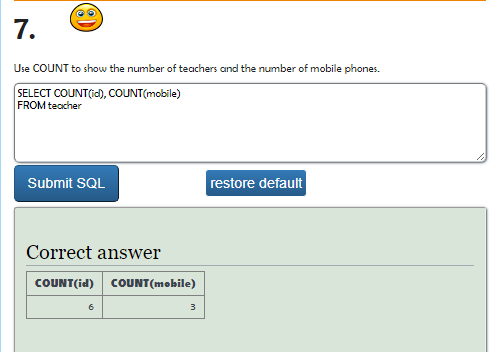 7.
Use COUNT to show the number of teachers and the number of mobile phones.
SELECT COUNT(id), COUNT(mobile)
FROM teacher
Submit SQL
restore default
Correct answer
COUNT(id) COUNT(mobile)
6 3